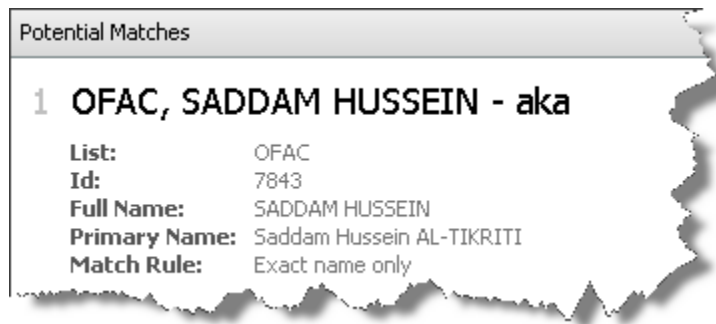 Potential Matches
1 OFAC, SADDAM HUSSEIN - aka
List: OFAC
Id: 7843
Full Name: SADDAM HUSSEIN
Primary Name: Saddam Hussein AL-TIKRITI
Match Rule: Exact name only